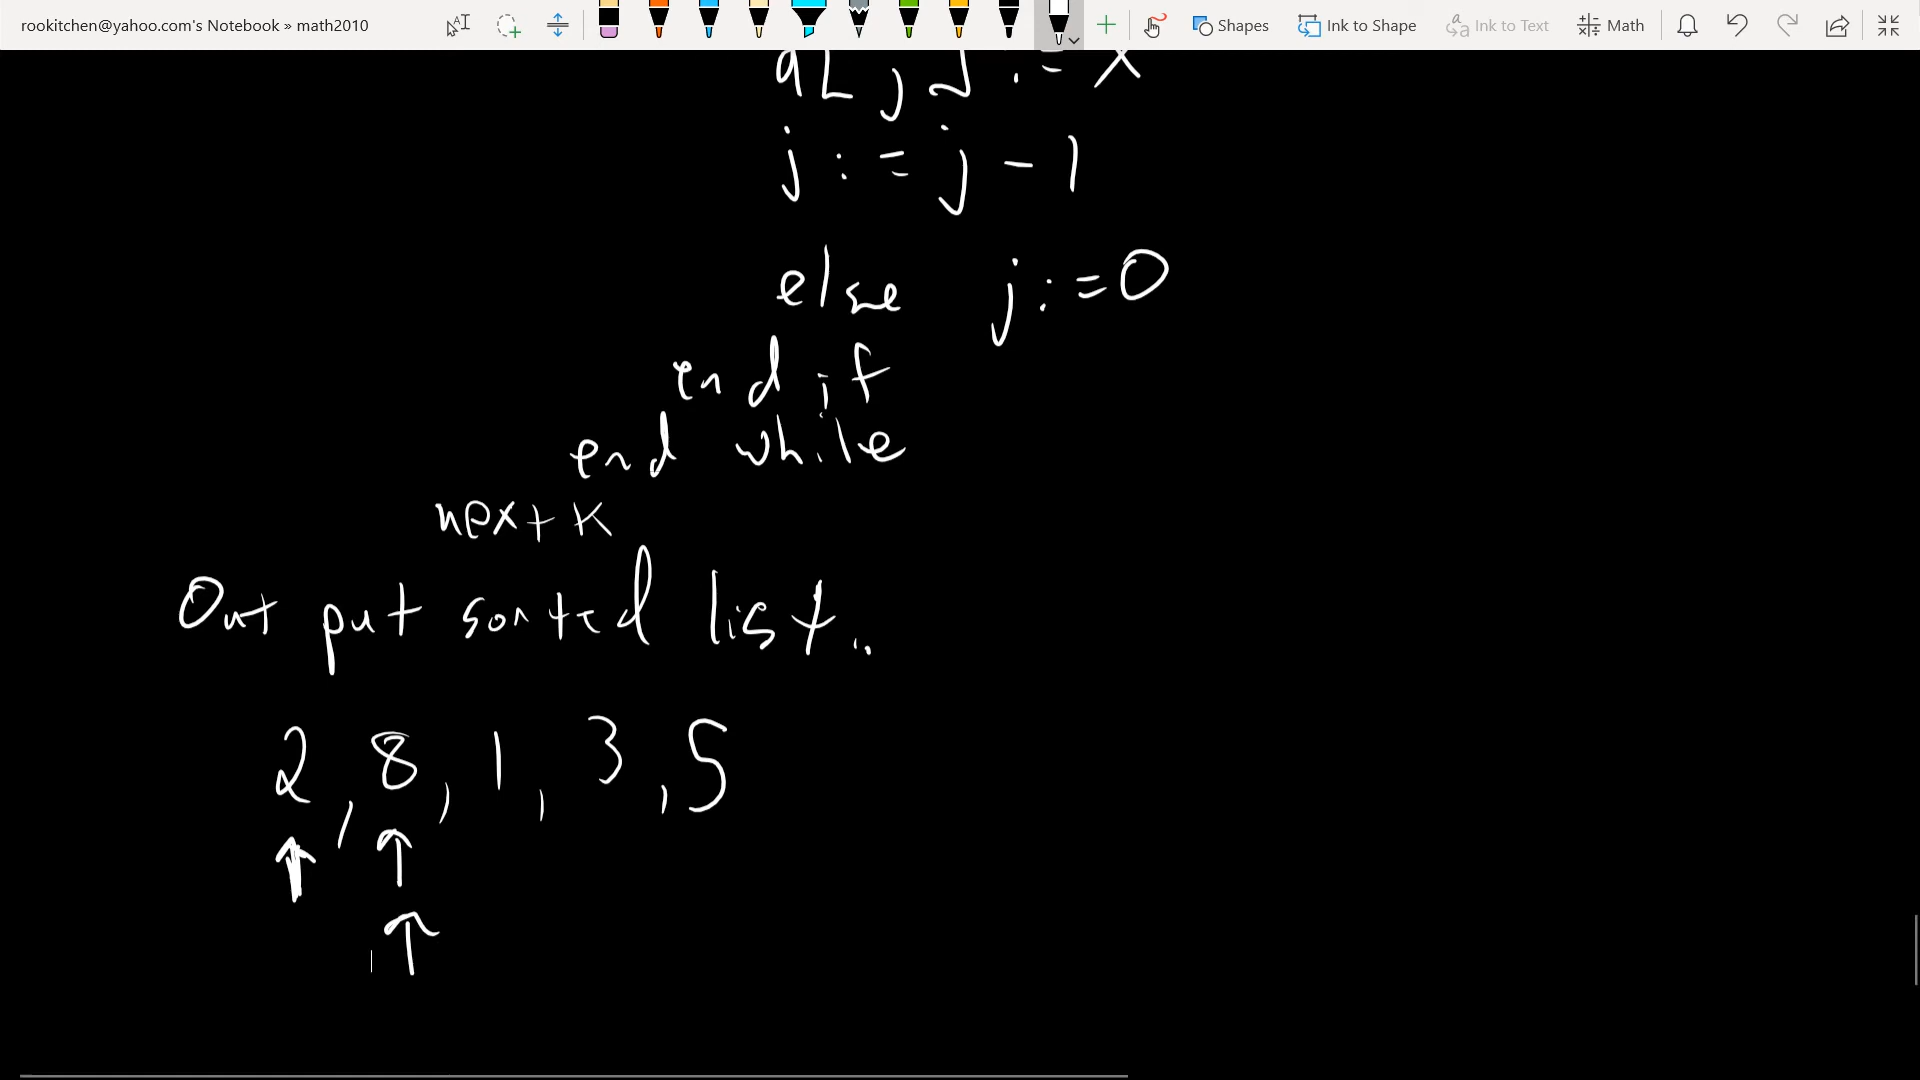 rookitchen@yahoo.com's Notebook » math2010
Shapes
Ink to Shape
Ink to Text
Math
a[j] := x
j := j - 1
else j := 0
end if
end while
next k
Output sorted list..
2, 8, 1, 3, 5